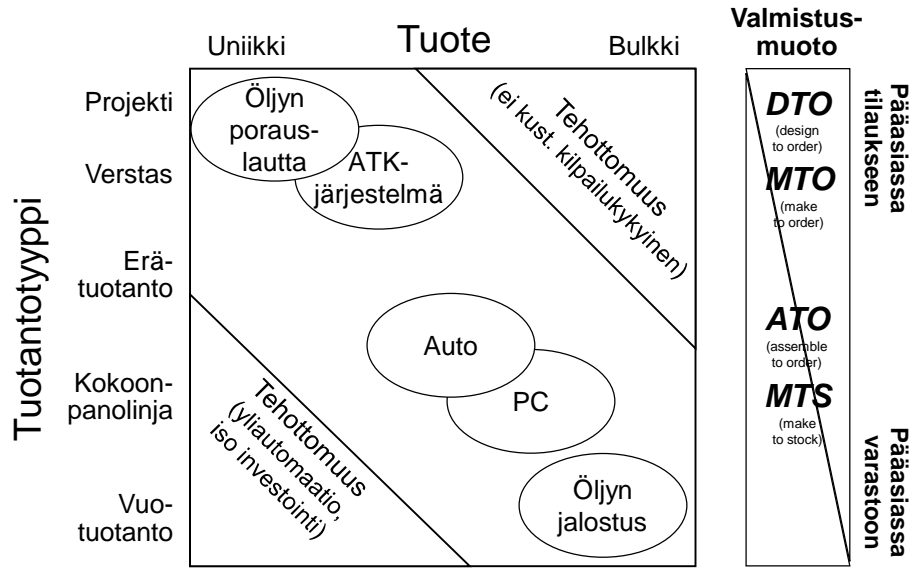 Uniikki
Tuote
Bulkki
Valmistus-
muoto
Tuotantotyyppi
Projekti
Verstas
Erä-
tuotanto
Kokoon-
panolinja
Vuo-
tuotanto
Öljyn
poraus-
lautta
ATK-
järjestelmä
Tehottomuus
(ei kust. kilpailukykyinen)
Auto
PC
Öljyn
jalostus
Tehottomuus
(yliautomaatio,
iso investointi)
DTO
(design
to order)
MTO
(make
to order)
ATO
(assemble
to order)
MTS
(make
to stock)
Pääasiassa
tilaukseen
Pääasiassa
varastoon